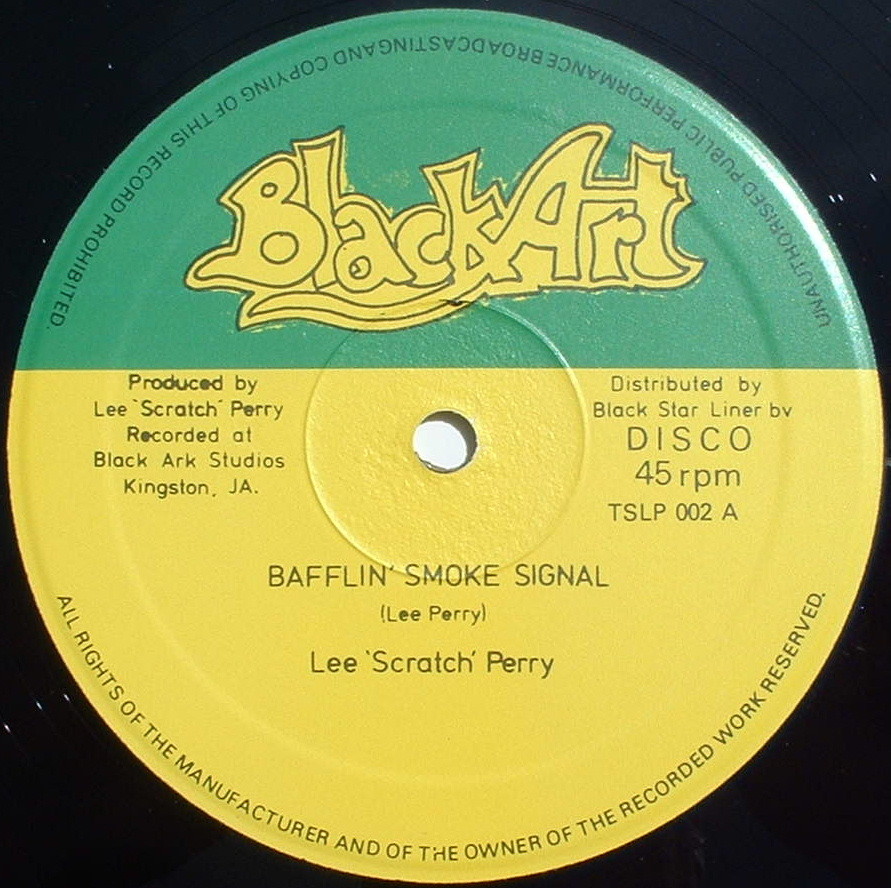 UNAUTHORISED PUBLIC PERFORMANCE BROADCASTING AND COPYING OF THIS RECORD PROHIBITED.
Black Art
Produced by
Lee 'Scratch' Perry
Recorded at
Black Ark Studios
Kingston, JA.
Distributed by
Black Star Liner bv
DISCO
45 rpm
TSLP 002 A
BAFFLIN' SMOKE SIGNAL
(Lee Perry)
Lee 'Scratch' Perry
ALL RIGHTS OF THE MANUFACTURER AND OF THE OWNER OF THE RECORDED WORK RESERVED.